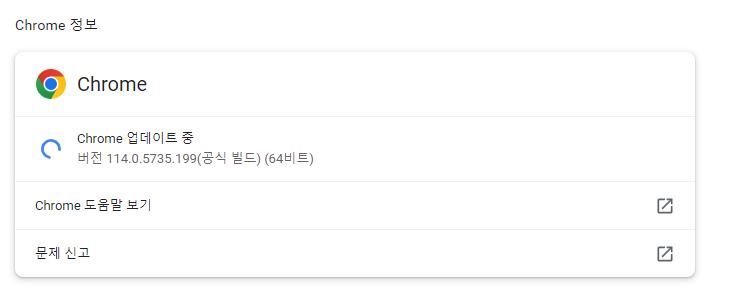 Chrome 정보
Chrome
Chrome 업데이트 중
버전 114.0.5735.199(공식 빌드) (64비트)
Chrome 도움말 보기
문제 신고